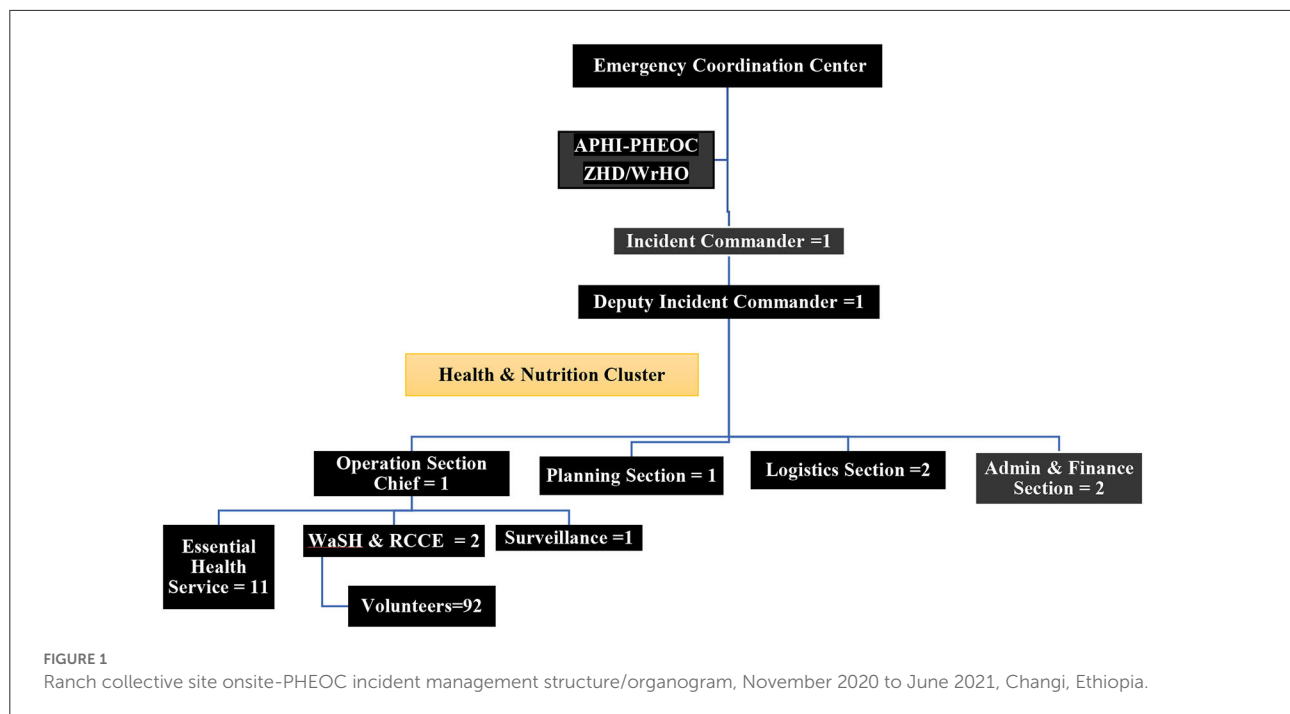 Emergency Coordination Center
APHI-PHEOC
ZHD/WrHO
Incident Commander =1
Deputy Incident Commander =1
Health & Nutrition Cluster
Operation Section
Chief = 1
Planning Section = 1
Logistics Section =2
Admin & Finance
Section = 2
Essential
Health
Service = 11
WaSH & RCCE = 2
Surveillance =1
Volunteers=92
FIGURE 1
Ranch collective site onsite-PHEOC incident management structure/organogram, November 2020 to June 2021, Changi, Ethiopia.